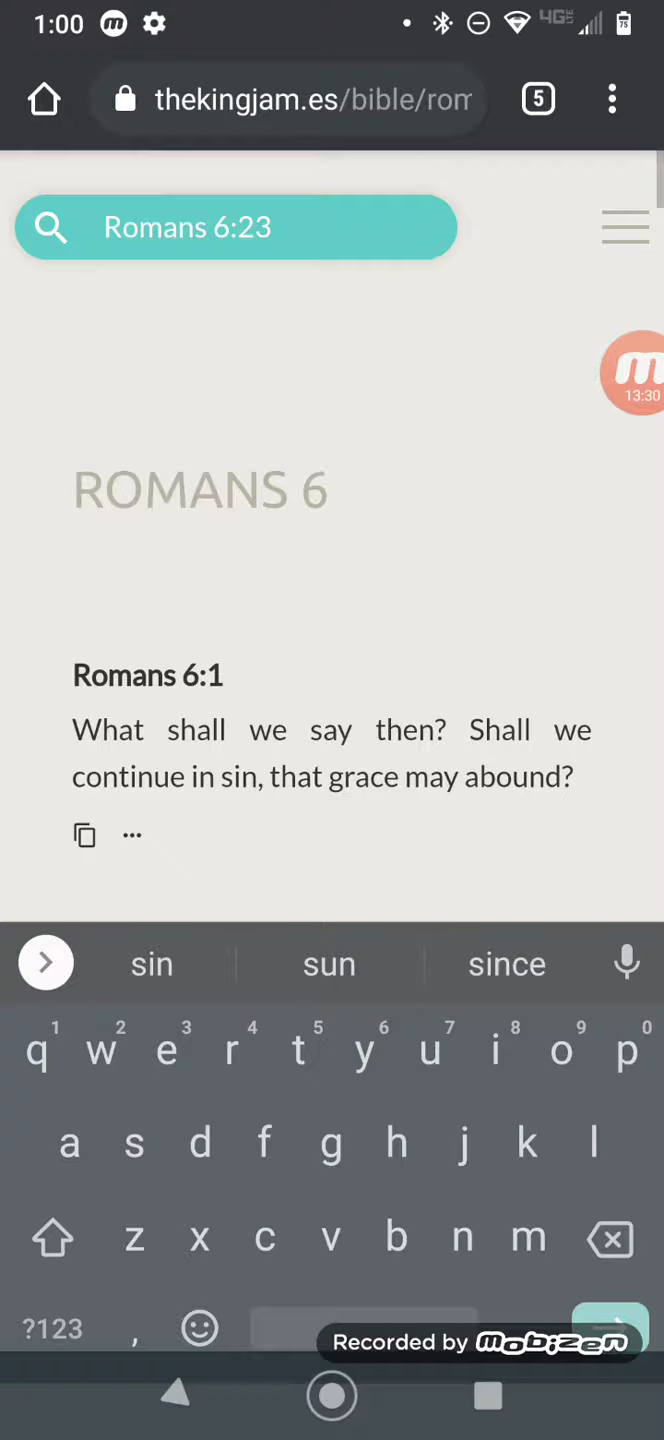 1:00 m 4G LTE 75
thekingjam.es/bible/rom 5
Romans 6:23
m
13:30
ROMANS 6
Romans 6:1
What shall we say then? Shall we
continue in sin, that grace may abound?
sin sun since
1 2 3 4 5 6 7 8 9 0
q w e r t y u i o p
a s d f g h j k l
z x c v b n m
?123 ,
Recorded by mobizen